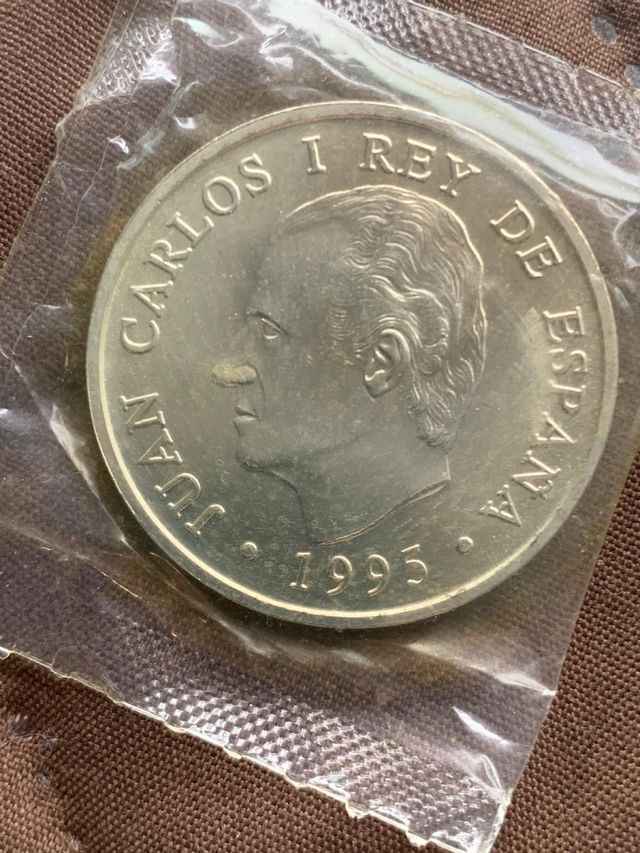 JUAN CARLOS I REY DE ESPAÑA
• 1995 •